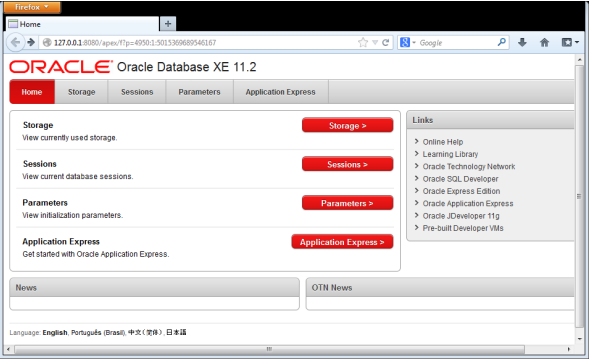 Firefox
Home
127.0.0.1:8080/apex/f?p=4950:1:5015369689546167
Google
ORACLE Oracle Database XE 11.2
Home Storage Sessions Parameters Application Express
Storage
View currently used storage.
Storage >
Sessions
View current database sessions.
Sessions >
Parameters
View initialization parameters.
Parameters >
Application Express
Get started with Oracle Application Express.
Application Express >
Links
> Online Help
> Learning Library
> Oracle Technology Network
> Oracle SQL Developer
> Oracle Express Edition
> Oracle Application Express
> Oracle JDeveloper 11g
> Pre-built Developer VMs
News
OTN News
Language: English, Português (Brasil), 中文(简体), 日本語